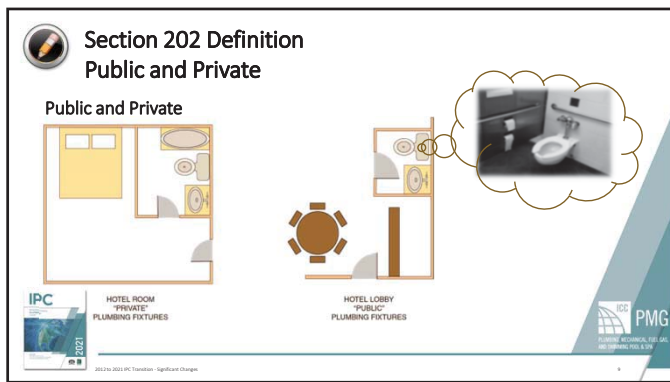 Section 202 Definition
Public and Private
Public and Private
HOTEL ROOM
"PRIVATE"
PLUMBING FIXTURES
HOTEL LOBBY
"PUBLIC"
PLUMBING FIXTURES
IPC
2021
ICC
PMG
PLUMBING, MECHANICAL, FUEL GAS,
AND SWIMMING POOL & SPA
2012 to 2021 IPC Transition - Significant Changes
9